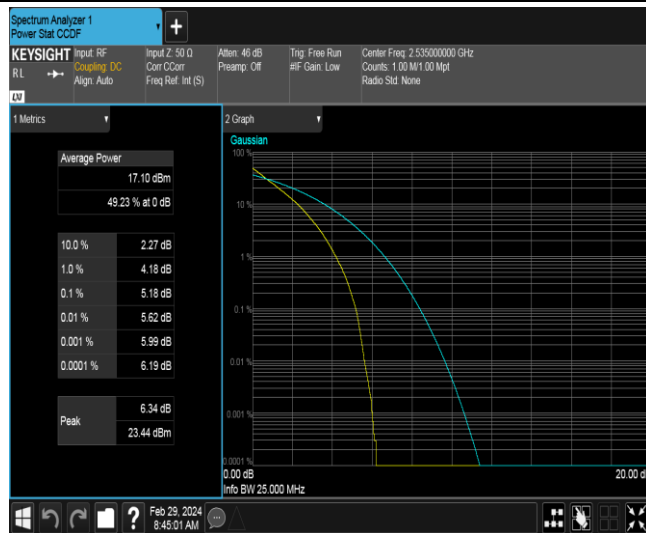 Spectrum Analyzer 1
Power Stat CCDF
+
KEYSIGHT
RL
Input: RF
Coupling: DC
Align: Auto
Input Z: 50 Ω
Corr CCorr
Freq Ref: Int (S)
Atten: 46 dB
Preamp: Off
Trig: Free Run
#IF Gain: Low
Center Freq: 2.535000000 GHz
Counts: 1.00 M/1.00 Mpt
Radio Std: None
1 Metrics
Average Power
17.10 dBm
49.23 % at 0 dB
10.0 % 2.27 dB
1.0 % 4.18 dB
0.1 % 5.18 dB
0.01 % 5.62 dB
0.001 % 5.99 dB
0.0001 % 6.19 dB
Peak
6.34 dB
23.44 dBm
2 Graph
Gaussian
100 %
10 %
1 %
0.1 %
0.01 %
0.001 %
0.0001 %
0.00 dB
20.00 d
Info BW 25.000 MHz
?
Feb 29, 2024
8:45:01 AM